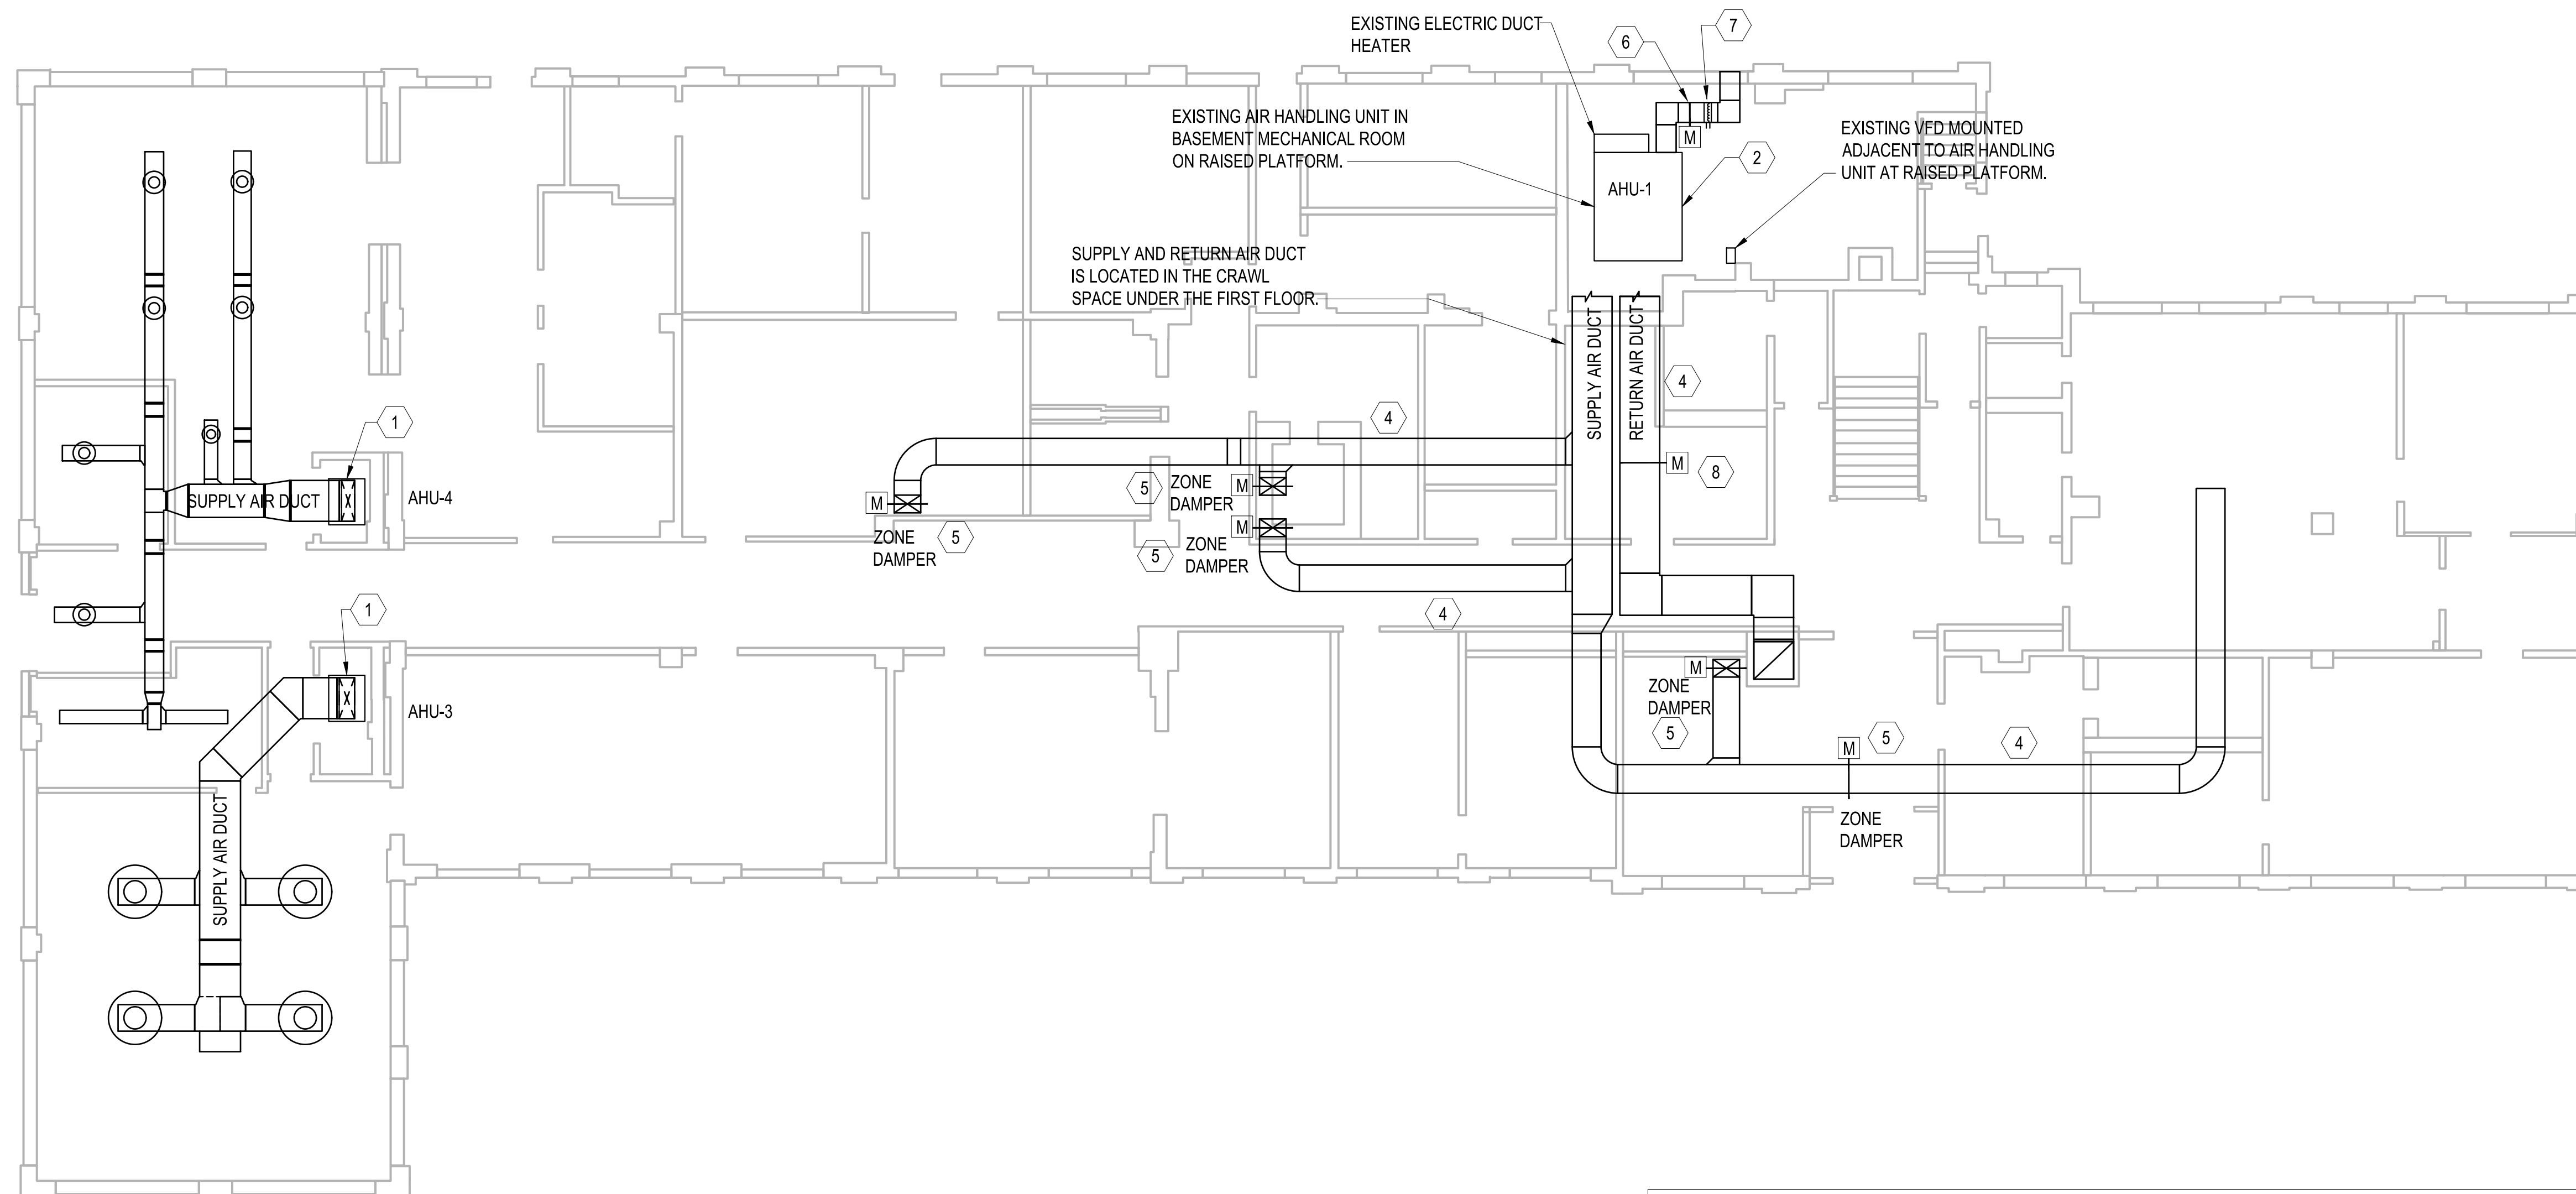 EXISTING ELECTRIC DUCT
HEATER
6
7
EXISTING AIR HANDLING UNIT IN
BASEMENT MECHANICAL ROOM
ON RAISED PLATFORM.
M
2
EXISTING VFD MOUNTED
ADJACENT TO AIR HANDLING
UNIT AT RAISED PLATFORM.
AHU-1
SUPPLY AND RETURN AIR DUCT
IS LOCATED IN THE CRAWL
SPACE UNDER THE FIRST FLOOR.
SUPPLY AIR DUCT
RETURN AIR DUCT
4
4
1
SUPPLY AIR DUCT
AHU-4
M
8
5
ZONE
DAMPER
M
M
ZONE
DAMPER
5
M
5
ZONE
DAMPER
1
4
AHU-3
M
ZONE
DAMPER
5
M
5
4
ZONE
DAMPER
SUPPLY AIR DUCT